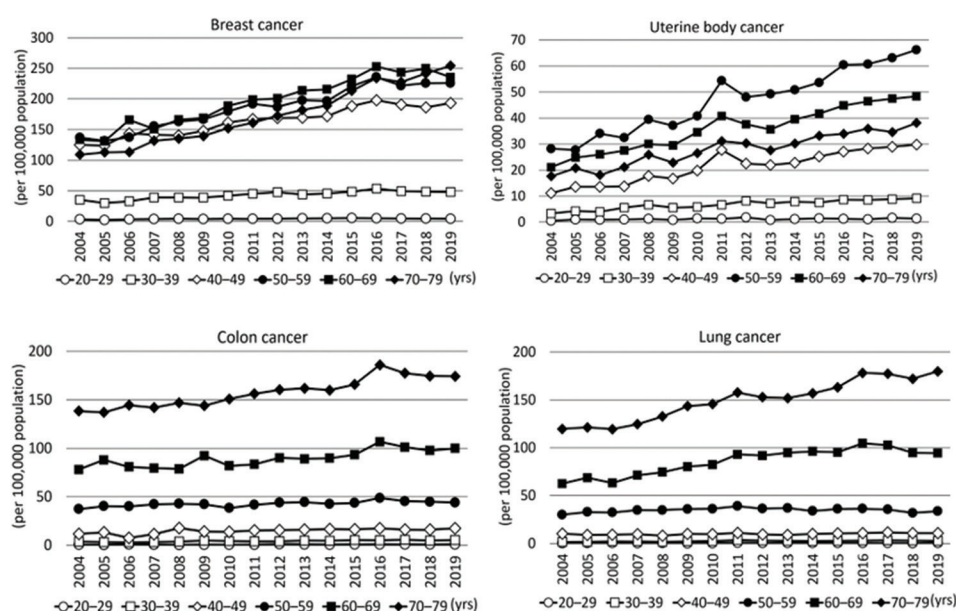 Breast cancer
(per 100,000 population)
300
250
200
150
100
50
0
2004 2005 2006 2007 2008 2009 2010 2011 2012 2013 2014 2015 2016 2017 2018 2019
20–29 30–39 40–49 50–59 60–69 70–79 (yrs)
Uterine body cancer
(per 100,000 population)
70
60
50
40
30
20
10
0
2004 2005 2006 2007 2008 2009 2010 2011 2012 2013 2014 2015 2016 2017 2018 2019
20–29 30–39 40–49 50–59 60–69 70–79 (yrs)
Colon cancer
(per 100,000 population)
200
150
100
50
0
2004 2005 2006 2007 2008 2009 2010 2011 2012 2013 2014 2015 2016 2017 2018 2019
20–29 30–39 40–49 50–59 60–69 70–79 (yrs)
Lung cancer
(per 100,000 population)
200
150
100
50
0
2004 2005 2006 2007 2008 2009 2010 2011 2012 2013 2014 2015 2016 2017 2018 2019
20–29 30–39 40–49 50–59 60–69 70–79 (yrs)